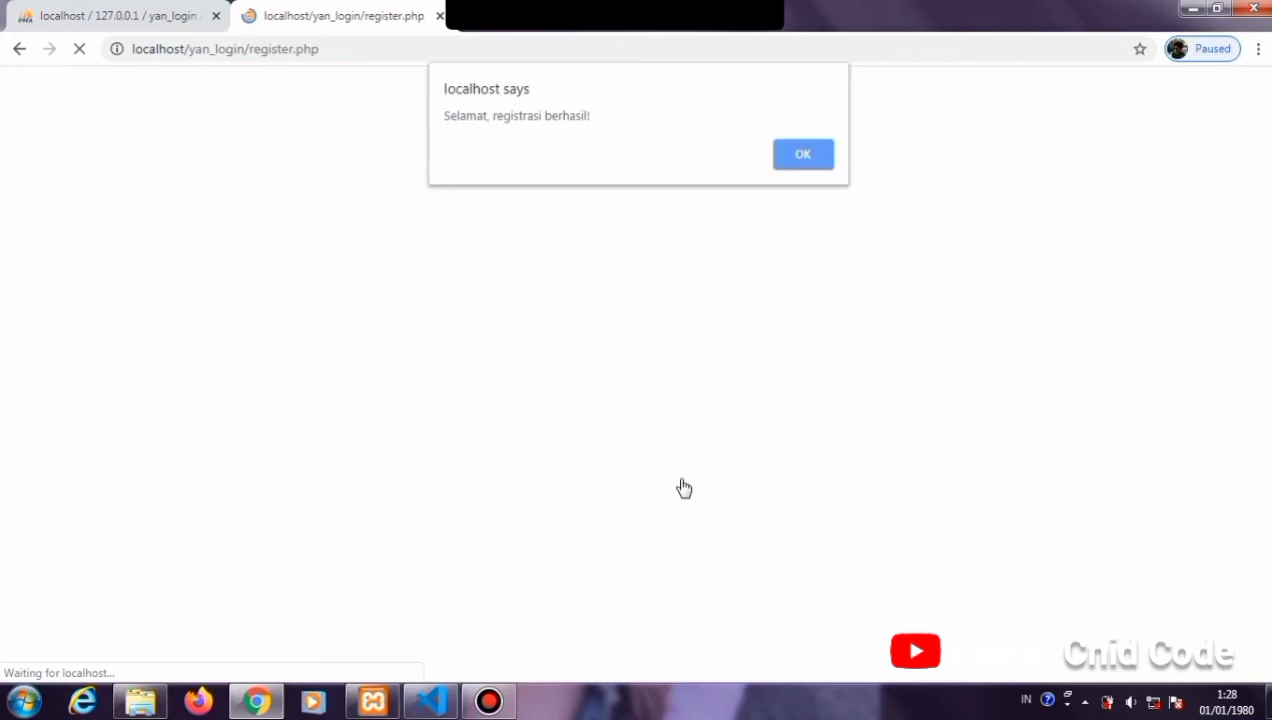 localhost / 127.0.0.1 / yan_login
localhost/yan_login/register.php
localhost/yan_login/register.php
Paused
localhost says
Selamat, registrasi berhasil!
OK
Cnid Code
Waiting for localhost...
IN
1:28
01/01/1980